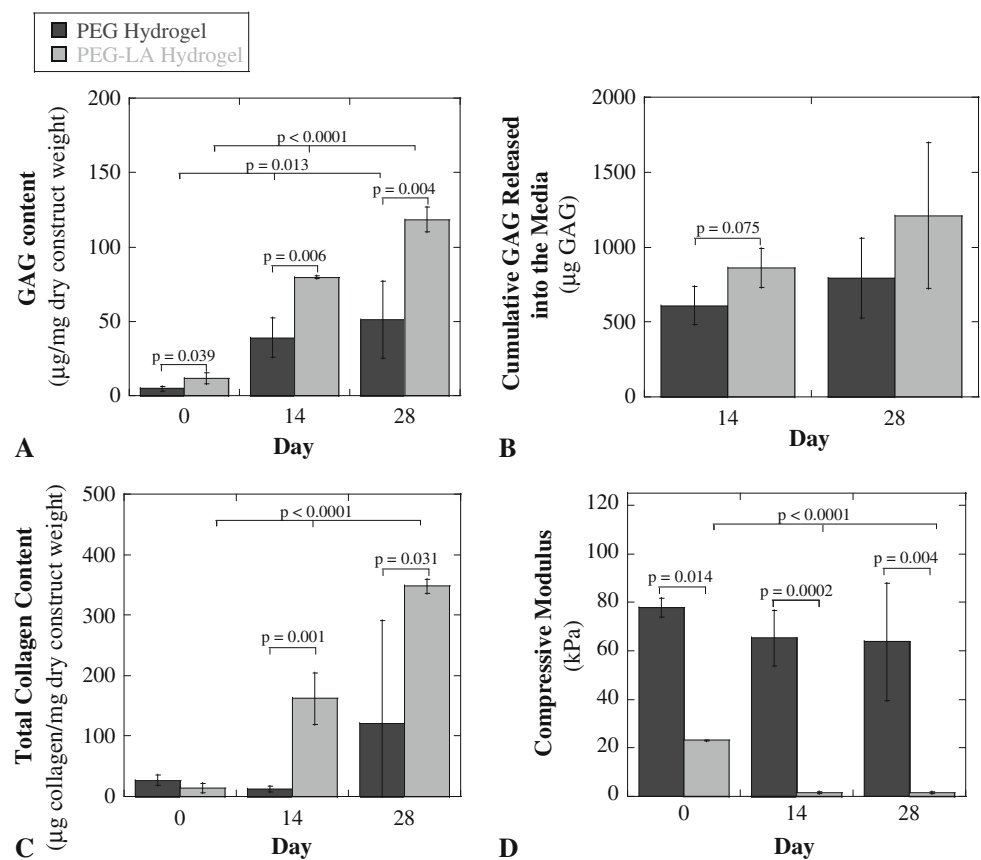 PEG Hydrogel
PEG-LA Hydrogel
GAG content
(µg/mg dry construct weight)
200
150
100
50
0
p < 0.0001
p = 0.013
p = 0.004
p = 0.006
p = 0.039
0 14 28
Day
A
Cumulative GAG Released
into the Media
(µg GAG)
2000
1500
1000
500
0
p = 0.075
14 28
Day
B
Total Collagen Content
(µg collagen/mg dry construct weight)
500
400
300
200
100
0
p < 0.0001
p = 0.031
p = 0.001
0 14 28
Day
C
Compressive Modulus
(kPa)
120
100
80
60
40
20
0
p < 0.0001
p = 0.004
p = 0.014
p = 0.0002
0 14 28
Day
D